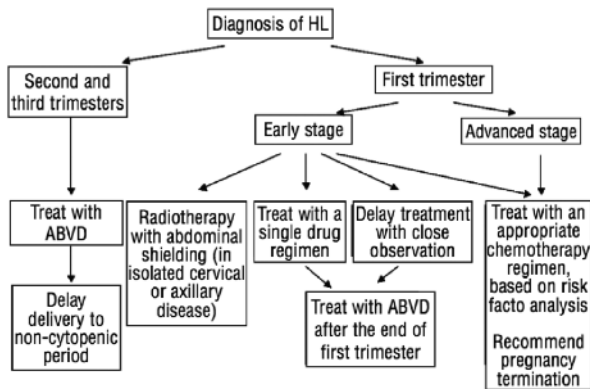 Diagnosis of HL
Second and
third trimesters
First trimester
Early stage
Advanced stage
Treat with
ABVD
Radiotherapy
with abdominal
shielding (in
isolated cervical
or axillary
disease)
Treat with a
single drug
regimen
Delay treatment
with close
observation
Treat with an
appropriate
chemotherapy
regimen,
based on risk
facto analysis
Recommend
pregnancy
termination
Delay
delivery to
non-cytopenic
period
Treat with ABVD
after the end of
first trimester